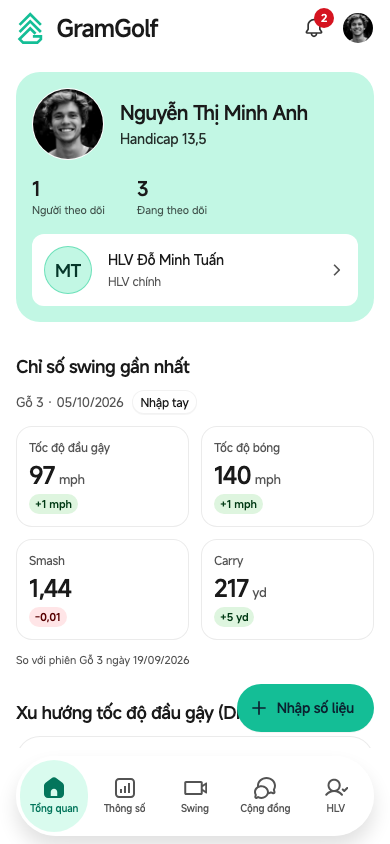 GramGolf
2
Nguyễn Thị Minh Anh
Handicap 13,5
1
3
Người theo dõi
Đang theo dõi
MT
HLV Đỗ Minh Tuấn
HLV chính
Chỉ số swing gần nhất
Gỗ 3 · 05/10/2026
Nhập tay
Tốc độ đầu gậy
97 mph
+1 mph
Tốc độ bóng
140 mph
+1 mph
Smash
1,44
−0,01
Carry
217 yd
+5 yd
So với phiên Gỗ 3 ngày 19/09/2026
Xu hướng tốc độ đầu gậy
Nhập số liệu
Tổng quan
Thông số
Swing
Cộng đồng
HLV